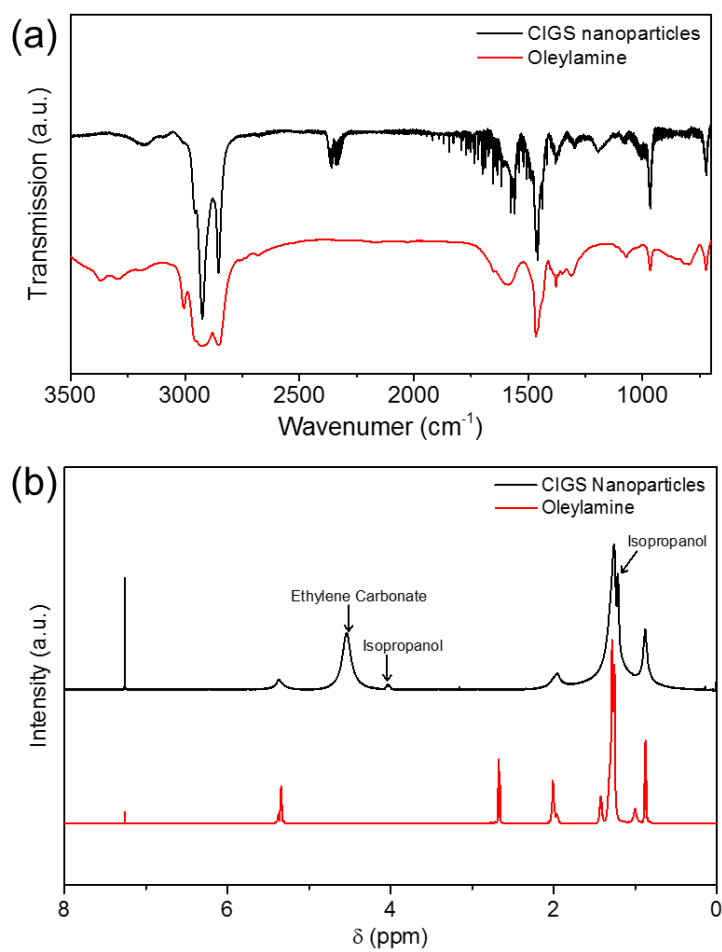 (a)
CIGS nanoparticles
Oleylamine
Transmission (a.u.)
3500 3000 2500 2000 1500 1000
Wavenumer (cm⁻¹)
(b)
CIGS Nanoparticles
Oleylamine
Isopropanol
Ethylene Carbonate
Isopropanol
Intensity (a.u.)
8 6 4 2 0
δ (ppm)